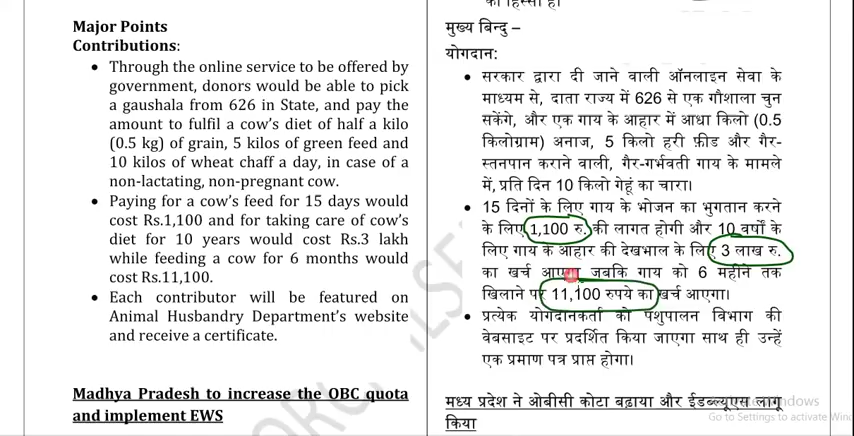 Major Points
Contributions:
• Through the online service to be offered by
government, donors would be able to pick
a gaushala from 626 in State, and pay the
amount to fulfil a cow's diet of half a kilo
(0.5 kg) of grain, 5 kilos of green feed and
10 kilos of wheat chaff a day, in case of a
non-lactating, non-pregnant cow.
• Paying for a cow's feed for 15 days would
cost Rs.1,100 and for taking care of cow's
diet for 10 years would cost Rs.3 lakh
while feeding a cow for 6 months would
cost Rs.11,100.
• Each contributor will be featured on
Animal Husbandry Department's website
and receive a certificate.
Madhya Pradesh to increase the OBC quota
and implement EWS
का हिस्सा है।
मुख्य बिन्दु –
योगदान:
• सरकार द्वारा दी जाने वाली ऑनलाइन सेवा के
माध्यम से, दाता राज्य में 626 से एक गौशाला चुन
सकेंगे, और एक गाय के आहार में आधा किलो (0.5
किलोग्राम) अनाज, 5 किलो हरी फ़ीड और गैर-
स्तनपान कराने वाली, गैर-गर्भवती गाय के मामले
में, प्रति दिन 10 किलो गेहूं का चारा।
• 15 दिनों के लिए गाय के भोजन का भुगतान करने
के लिए 1,100 रु. की लागत होगी और 10 वर्षों के
लिए गाय के आहार की देखभाल के लिए 3 लाख रु.
का खर्च जबकि गाय को 6 महीने तक
खिलाने पर 11,100 रुपये का खर्च आएगा।
• प्रत्येक योगदानकर्ता को पशुपालन विभाग की
वेबसाइट पर प्रदर्शित किया जाएगा साथ ही उन्हें
एक प्रमाण पत्र प्राप्त होगा।
मध्य प्रदेश ने ओबीसी कोटा बढ़ाया और ईडब्ल्यूएस लागू
किया
Go to Settings to activate Win